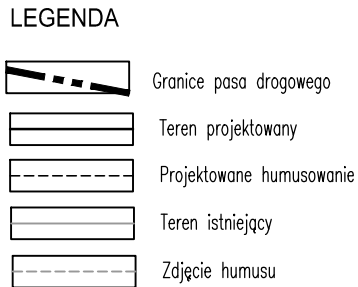 LEGENDA
Granice pasa drogowego
Teren projektowany
Projektowane humusowanie
Teren istniejący
Zdjęcie humusu